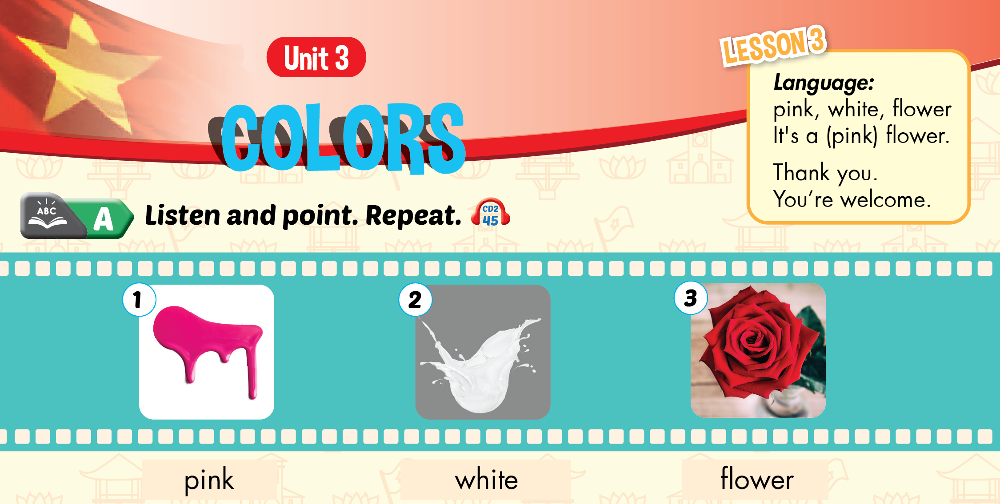 Unit 3
COLORS
LESSON 3
Language:
pink, white, flower
It's a (pink) flower.
Thank you.
You're welcome.
ABC
A
Listen and point. Repeat.
CD2
45
1
2
3
pink
white
flower